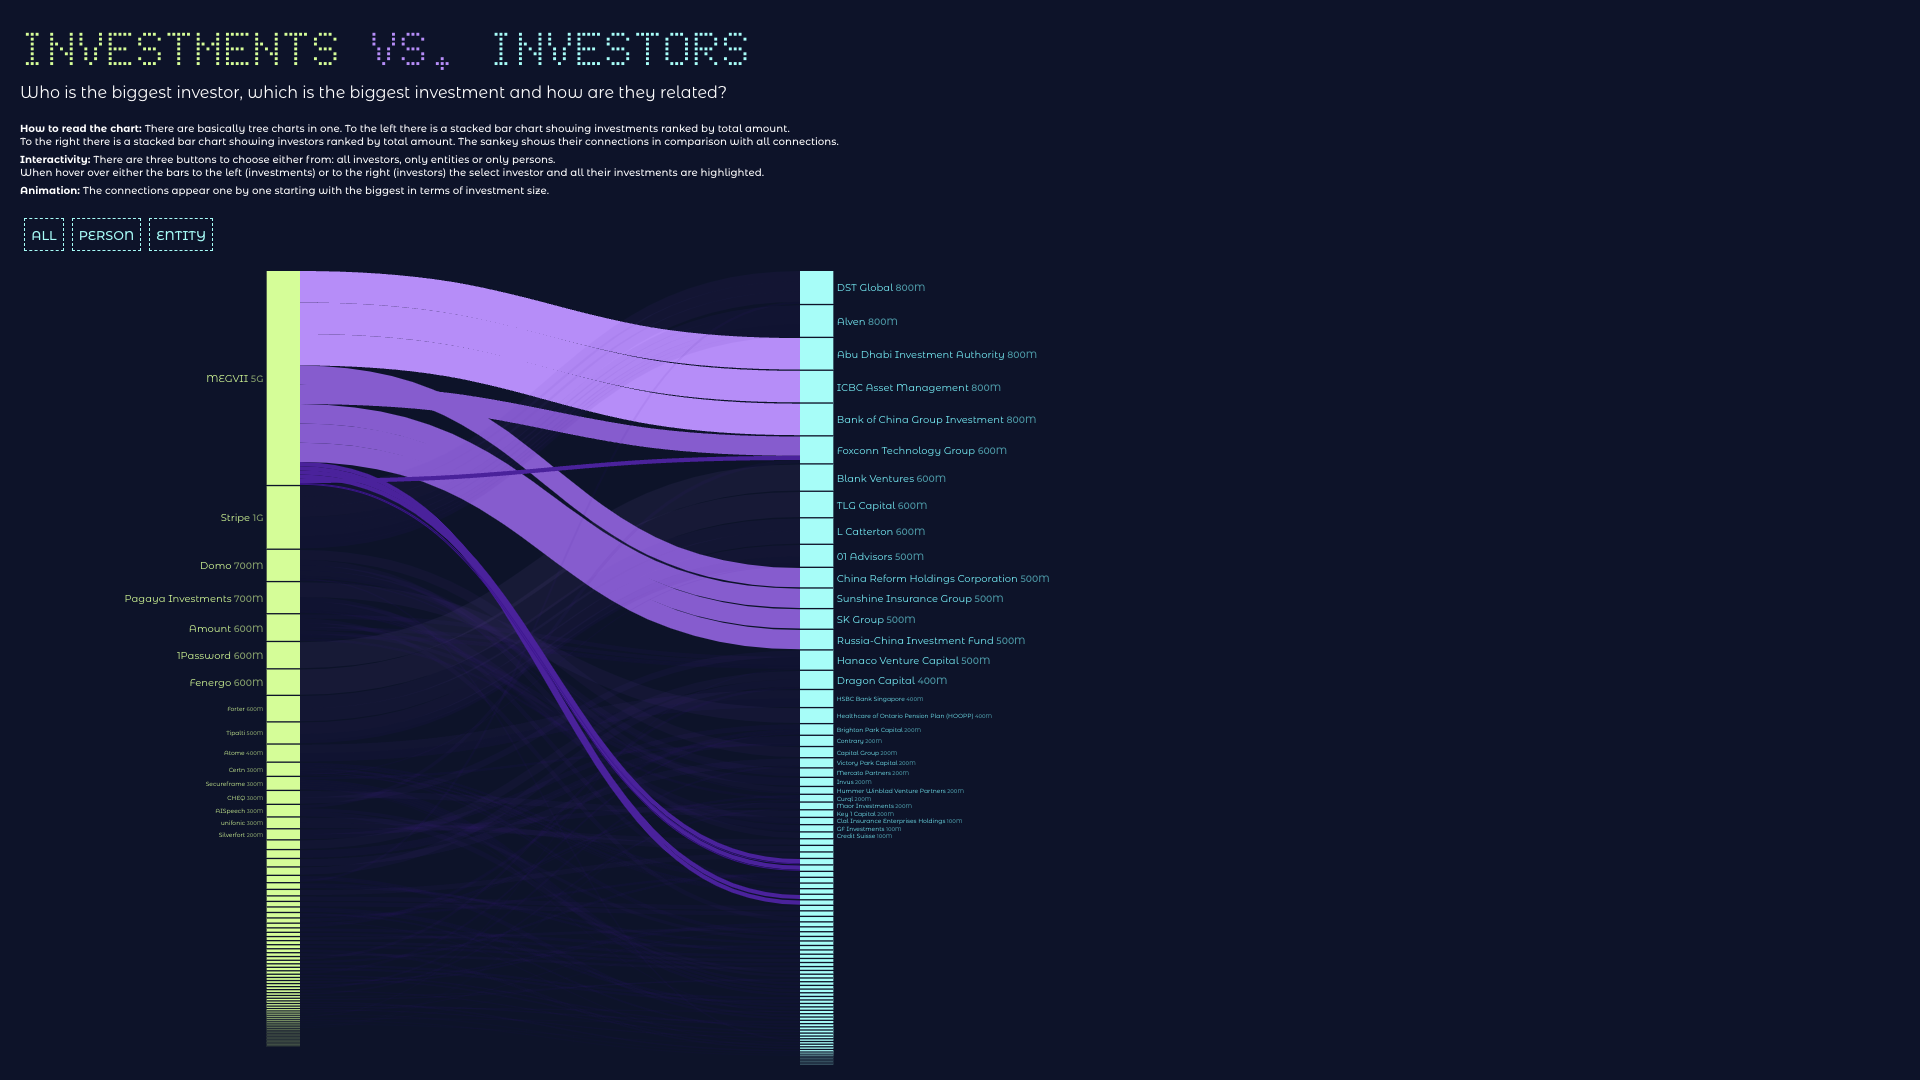 INVESTMENTS VS. INVESTORS
Who is the biggest investor, which is the biggest investment and how are they related?
How to read the chart: There are basically tree charts in one. To the left there is a stacked bar chart showing investments ranked by total amount.
To the right there is a stacked bar chart showing investors ranked by total amount. The sankey shows their connections in comparison with all connections.
Interactivity: There are three buttons to choose either from: all investors, only entities or only persons.
When hover over either the bars to the left (investments) or to the right (investors) the select investor and all their investments are highlighted.
Animation: The connections appear one by one starting with the biggest in terms of investment size.
ALL PERSON ENTITY
MEGVII 5G
Stripe 1G
Domo 700M
Pagaya Investments 700M
Amount 600M
1Password 600M
Fenergo 600M
Forter 600M
Tipalti 500M
Atome 400M
Certn 300M
Secureframe 300M
CHEQ 300M
AISpeech 300M
unifonic 300M
Silverfort 200M
DST Global 800M
Alven 800M
Abu Dhabi Investment Authority 800M
ICBC Asset Management 800M
Bank of China Group Investment 800M
Foxconn Technology Group 600M
Blank Ventures 600M
TLG Capital 600M
L Catterton 600M
01 Advisors 500M
China Reform Holdings Corporation 500M
Sunshine Insurance Group 500M
SK Group 500M
Russia-China Investment Fund 500M
Hanaco Venture Capital 500M
Dragon Capital 400M
HSBC Bank Singapore 400M
Healthcare of Ontario Pension Plan (HOOPP) 400M
Brighton Park Capital 200M
Contrary 200M
Capital Group 200M
Victory Park Capital 200M
Mercato Partners 200M
Invus 200M
Hummer Winblad Venture Partners 200M
Curql 200M
Maor Investments 200M
Key 1 Capital 200M
Clal Insurance Enterprises Holdings 100M
GF Investments 100M
Credit Suisse 100M